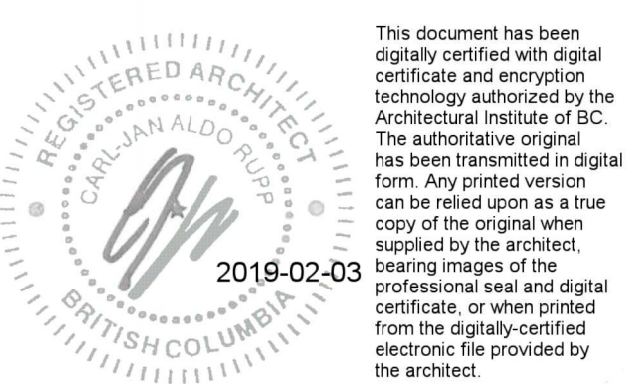 REGISTERED ARCHITECT
CARL-JAN ALDO RUPP
2019-02-03
BRITISH COLUMBIA
This document has been
digitally certified with digital
certificate and encryption
technology authorized by the
Architectural Institute of BC.
The authoritative original
has been transmitted in digital
form. Any printed version
can be relied upon as a true
copy of the original when
supplied by the architect,
bearing images of the
professional seal and digital
certificate, or when printed
from the digitally-certified
electronic file provided by
the architect.